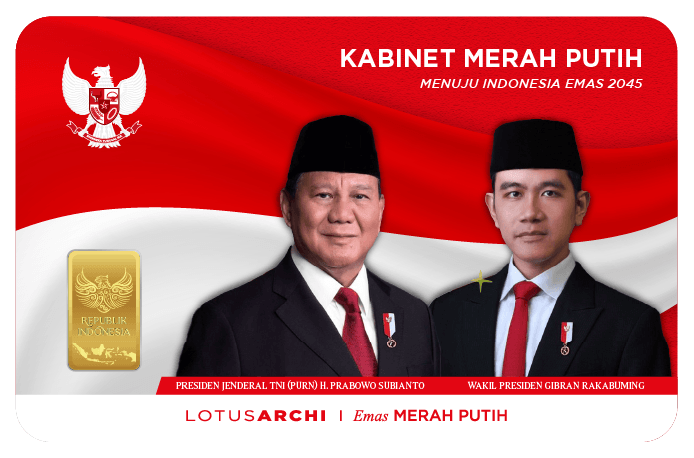 KABINET MERAH PUTIH
MENUJU INDONESIA EMAS 2045
REPUBLIK
INDONESIA
PRESIDEN JENDERAL TNI (PURN) H. PRABOWO SUBIANTO
WAKIL PRESIDEN GIBRAN RAKABUMING
LOTUSARCHI | Emas MERAH PUTIH